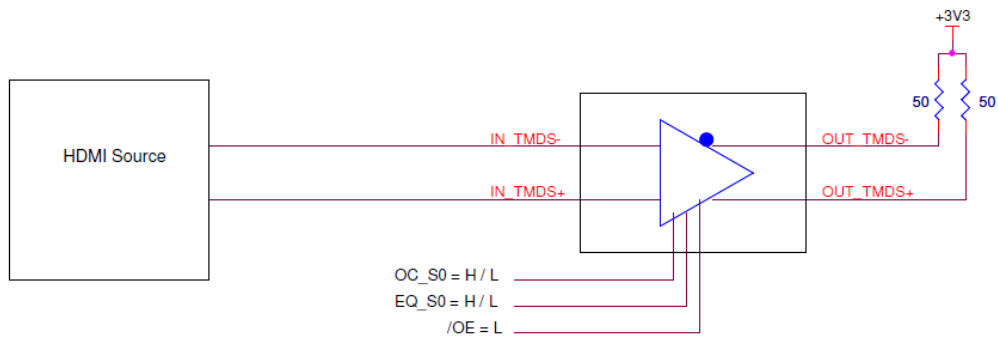 +3V3
50 50
IN_TMDS- OUT_TMDS-
HDMI Source
IN_TMDS+ OUT_TMDS+
OC_S0 = H / L
EQ_S0 = H / L
/OE = L